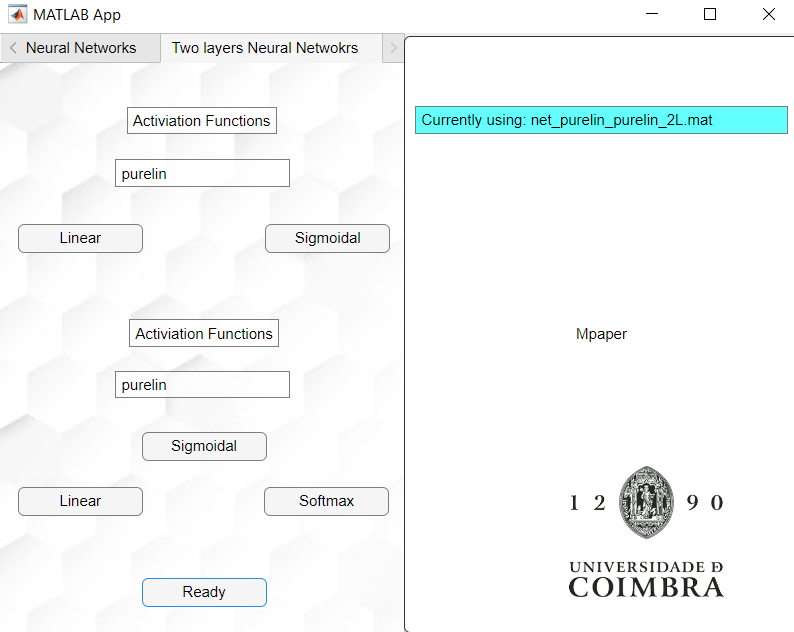 MATLAB App
Neural Networks
Two layers Neural Netwokrs
Activiation Functions
purelin
Linear
Sigmoidal
Activiation Functions
purelin
Sigmoidal
Linear
Softmax
Ready
Currently using: net_purelin_purelin_2L.mat
Mpaper
1 2 9 0
UNIVERSIDADE Ð
COIMBRA